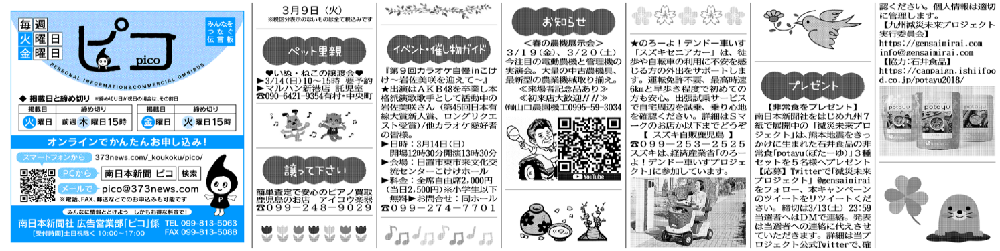 毎週
火曜日
金曜日
ピコ
pico
みんなを
つなぐ
伝言板
PERSONAL INFORMATION&COMMERCIAL OMNIBUS
◆ 掲載日と締め切り ※締め切り日が祝日の場合は、その前日
掲載日 締め切り
火曜日 前週木曜日15時
掲載日 締め切り
金曜日 火曜日15時
オンラインでかんたんお申し込み!
スマートフォンから 373news.com/_koukoku/pico/
PCから 南日本新聞 ピコ 検索
メールで pico@373news.com
※電話、FAX、郵送などでのお申込みも可能です
みんなに情報とどけよう しかもお得な料金で!
南日本新聞社 広告営業部「ピコ」係
[受付時間]土日祝除く 10:00〜17:00
TEL 099-813-5063
FAX 099-813-5088
3月9日(火)
※税区分表示のないものは全て税込みです
ペット里親
♥いぬ・ねこの譲渡会♥
▶3/14(日)10〜15時 要予約
▶マルハン新港店 託児室
☎090-6421-9354有村・中央町
譲って下さい
簡単査定で安心のピアノ買取
鹿児島のお店 アイコウ楽器
☎099−248−9029
イベント・催し物ガイド
『第9回カラオケ自慢inこけ
け〜岩佐美咲を迎えて〜』
★出演はAKB48を卒業し本
格派演歌歌手として活動中の
岩佐美咲さん(第45回日本有
線大賞新人賞、ロングリクエ
スト受賞)/他カラオケ愛好者
の皆様。
▶日時:3月14日(日)
開場12時30分開演13時30分
▶会場:日置市東市来文化交
流センターこけけホール
▶料金:全席自由席2,000円
(当日2,500円)※小学生以下
無料▶お問合せ:同ホール
☎099−274−7701
お知らせ
<春の農機展示会>
3/19(金)、3/20(土)
今注目の電動農機と管理機の
実演会。大量の中古農機具、
最新型の農業機械取り揃え。
≪来場者記念品あり≫
≪初来店大歓迎!!!≫
㈲山口農園機工0995-59-3034
YouTube
★のろーよ!デンドー車いす
「スズキセニアカー」は、徒
歩や自転車の利用に不安を感
じる方の外出をサポートしま
す。運転免許不要、最高時速
6kmと早歩き程度で初めての
方も安心。出張試乗サービス
で自宅周辺を試乗、乗り心地
を確認ください。詳細はSマ
ークのお店か以下までどうぞ
【 スズキ自販鹿児島 】
☎099−253−2525
スズキは、経済産業省「のろー
よ!デンドー車いすプロジェ
クト」に参加しています。
プレゼント
【非常食をプレゼント】
南日本新聞社をはじめ九州7
紙で展開中の「減災未来プロ
ジェクト」は、熊本地震をきっ
かけに生まれた石井食品の非
常食「potayu(ぽたーゆ)」3種
セットを5名様へプレゼント
【応募】Twitterで「減災未来
プロジェクト」@gensaimirai
をフォロー、本キャンペーン
のツイートをリツイートくだ
さい。締切は3/13(土) 23:59
当選者へはDMで連絡。発表
は当選者への連絡に代えさせ
ていただきます。詳細は当プ
ロジェクト公式Twitterで、確
認ください。個人情報は適切
に管理します。
【九州減災未来プロジェクト
実行委員会】
https://gensaimirai.com
info@gensaimirai.com
【協力:石井食品】
https://campaign.ishiifoo
d.co.jp/potayu2018/
potayu
potayu
potayu